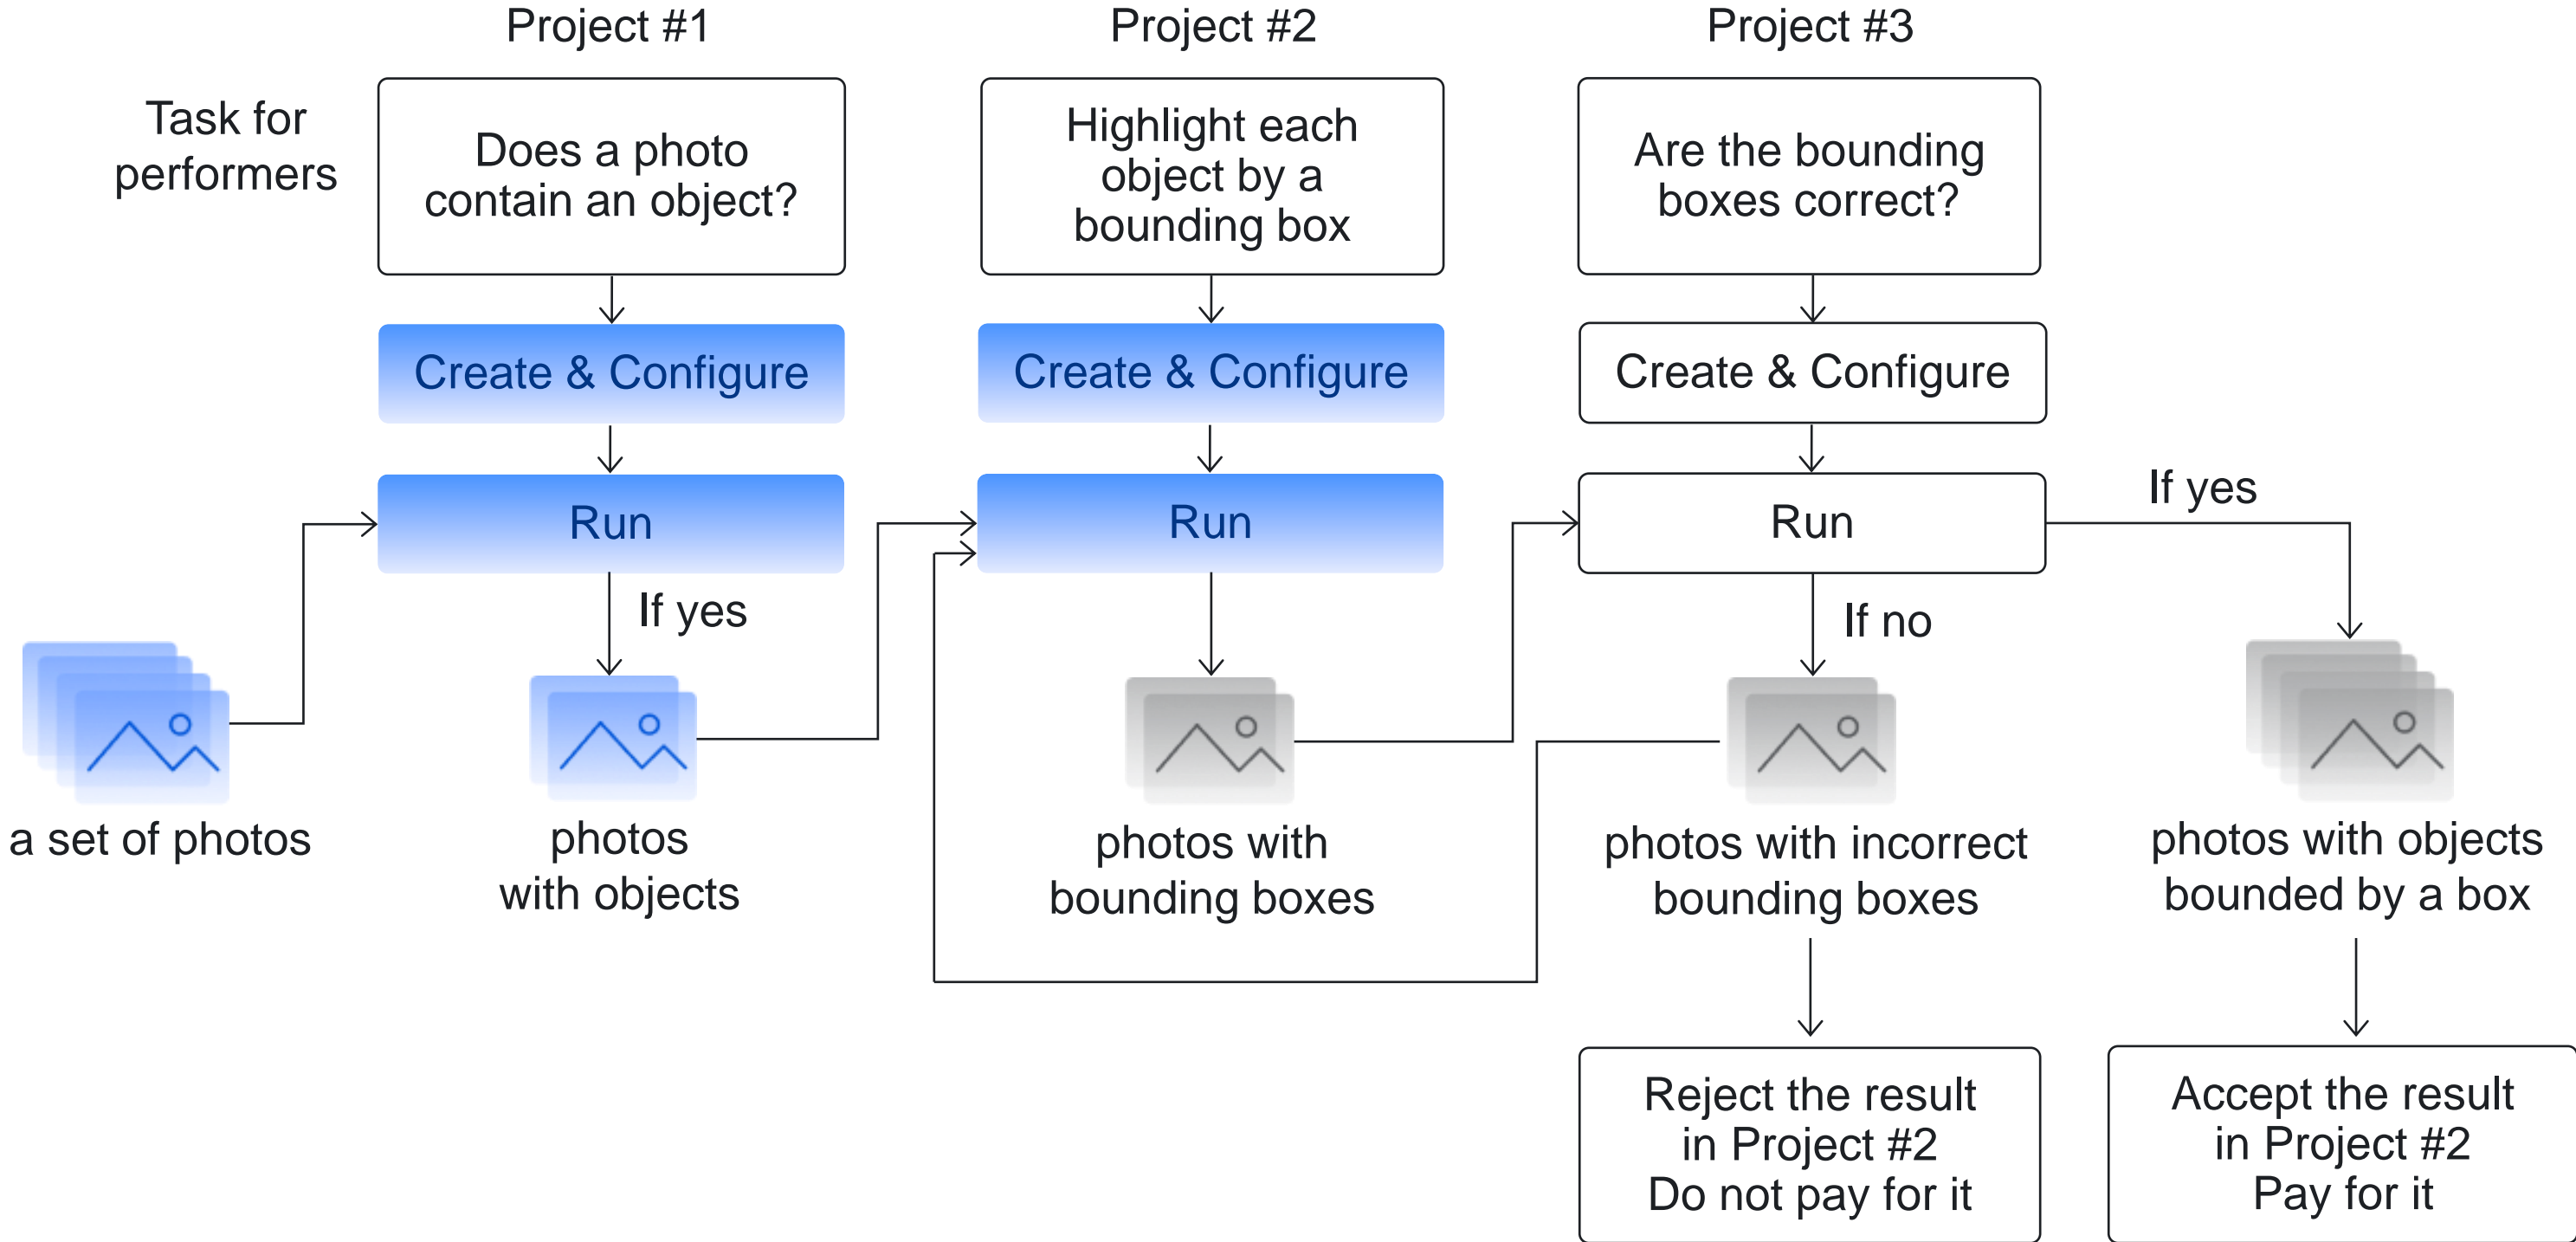 Project #1
Project #2
Project #3
Task for
performers
Does a photo
contain an object?
Highlight each
object by a
bounding box
Are the bounding
boxes correct?
Create & Configure
Create & Configure
Create & Configure
Run
Run
Run
If yes
If yes
If no
a set of photos
photos
with objects
photos with
bounding boxes
photos with incorrect
bounding boxes
photos with objects
bounded by a box
Reject the result
in Project #2
Do not pay for it
Accept the result
in Project #2
Pay for it